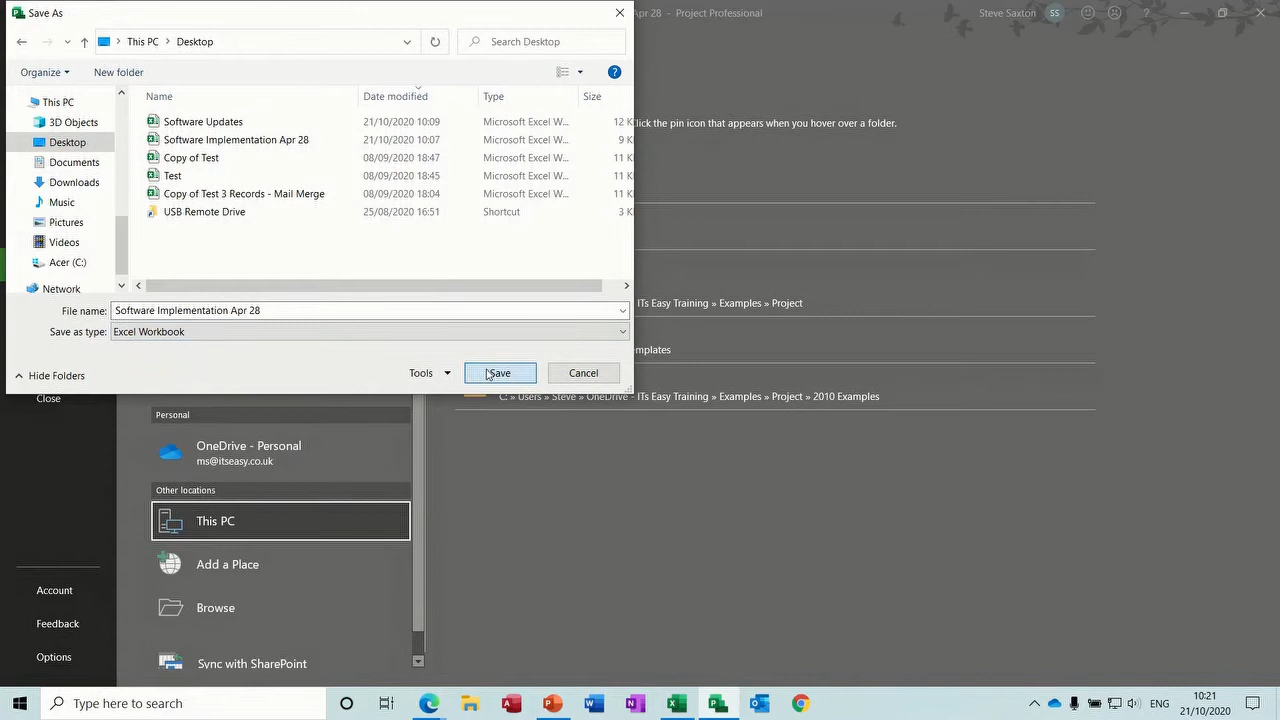 Save As
Apr 28 - Project Professional
Steve Saxton
SS
This PC
Desktop
Search Desktop
Organize
New folder
This PC
3D Objects
Desktop
Documents
Downloads
Music
Pictures
Videos
Acer (C:)
Network
Name
Date modified
Type
Size
Software Updates 21/10/2020 10:09 Microsoft Excel W... 12 K
Software Implementation Apr 28 21/10/2020 10:07 Microsoft Excel W... 9 K
Copy of Test 08/09/2020 18:47 Microsoft Excel W... 11 K
Test 08/09/2020 18:45 Microsoft Excel W... 11 K
Copy of Test 3 Records - Mail Merge 08/09/2020 18:04 Microsoft Excel W... 11 K
USB Remote Drive 25/08/2020 16:51 Shortcut 3 K
File name: Software Implementation Apr 28
Save as type: Excel Workbook
Hide Folders
Tools
Save
Cancel
lick the pin icon that appears when you hover over a folder.
ITs Easy Training » Examples » Project
emplates
C: » Users » Steve » OneDrive - ITs Easy Training » Examples » Project » 2010 Examples
Close
Personal
OneDrive - Personal
ms@itseasy.co.uk
Other locations
This PC
Add a Place
Browse
Sync with SharePoint
Account
Feedback
Options
Type here to search
ENG
10:21
21/10/2020